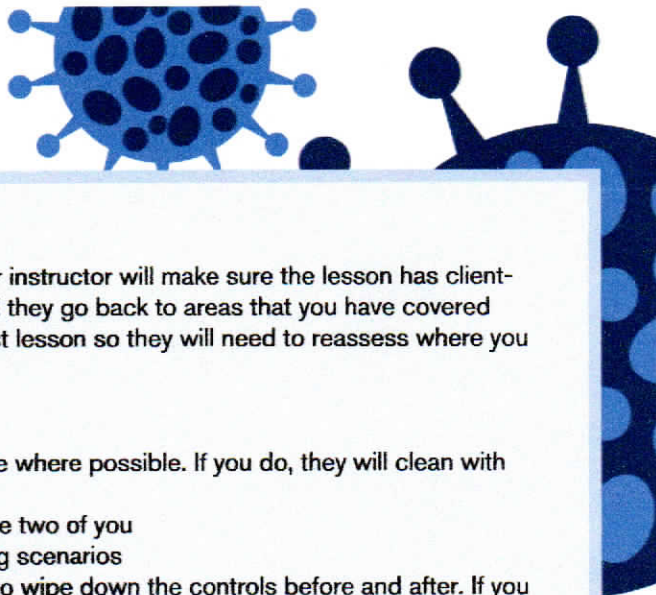 r instructor will make sure the lesson has client-
they go back to areas that you have covered
st lesson so they will need to reassess where you
e where possible. If you do, they will clean with
e two of you
g scenarios
o wipe down the controls before and after. If you